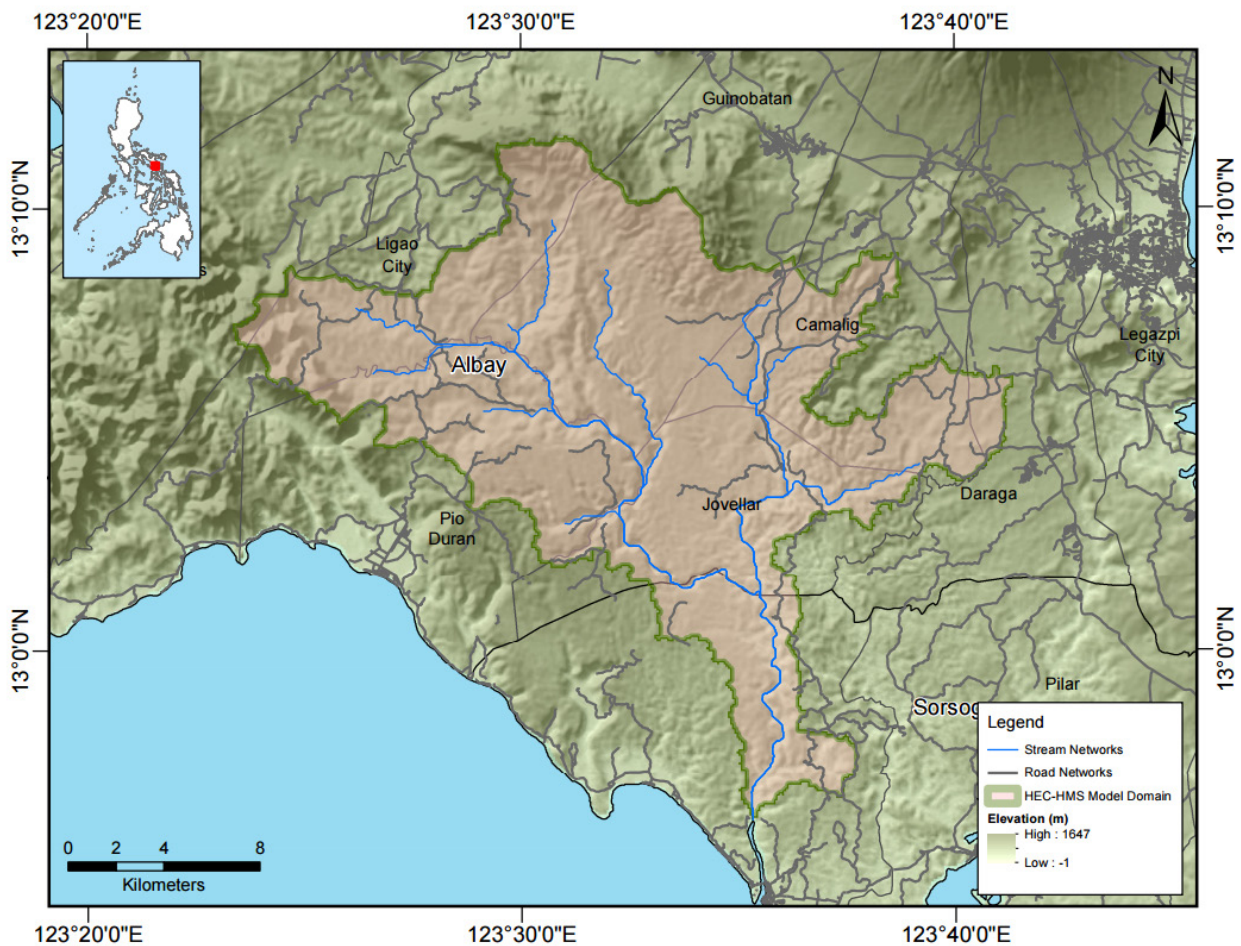 123°20'0"E
123°30'0"E
123°40'0"E
N
Guinobatan
13°10'0"N
13°10'0"N
Ligao
City
s
Camalig
Legazpi
City
Albay
Jovellar
Daraga
Pio
Duran
13°0'0"N
13°0'0"N
Pilar
Sorsog
Legend
Stream Networks
Road Networks
HEC-HMS Model Domain
Elevation (m)
High : 1647
Low : -1
0 2 4 8
Kilometers
123°20'0"E
123°30'0"E
123°40'0"E